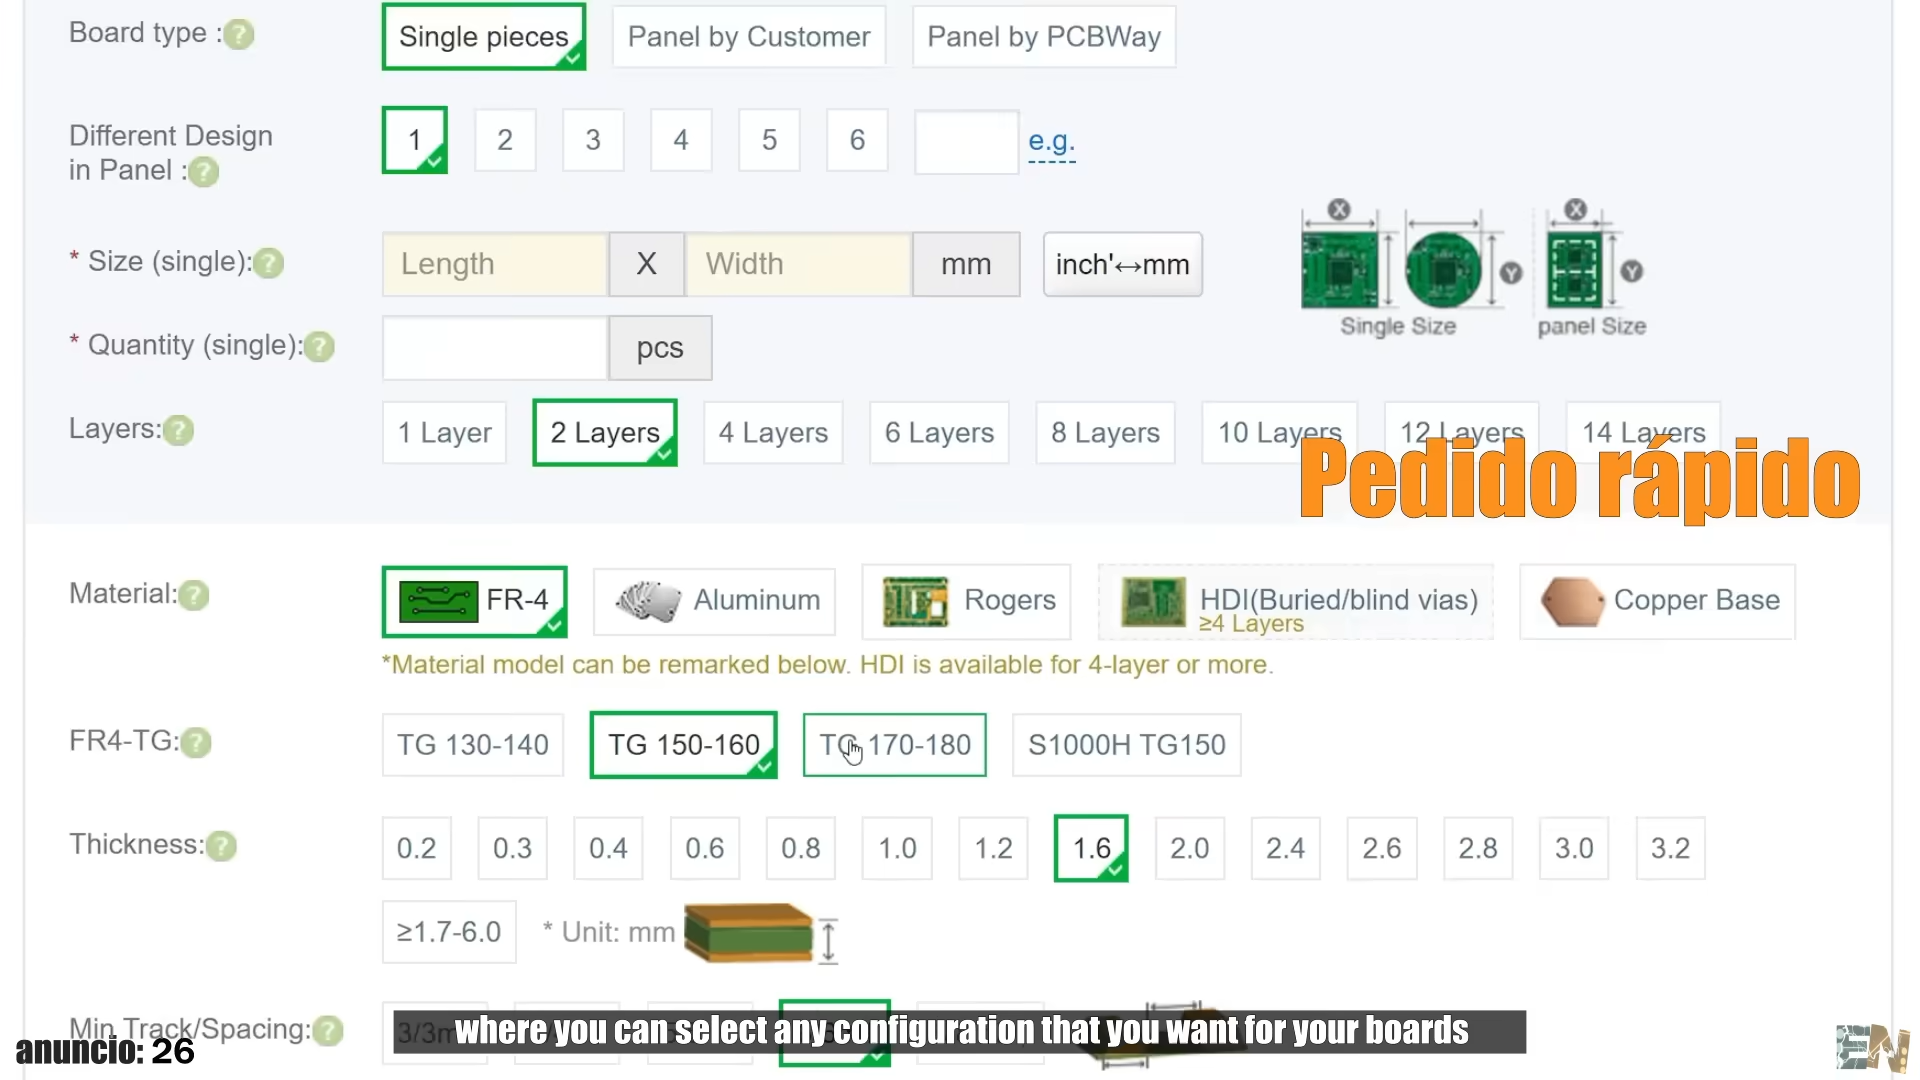 Board type :?
Single pieces
Panel by Customer
Panel by PCBWay
Different Design
in Panel :?
1
2
3
4
5
6
e.g.
* Size (single):?
Length
X
Width
mm
inch'↔mm
X
Y
X
Y
Single Size
panel Size
* Quantity (single):?
pcs
Layers:?
1 Layer
2 Layers
4 Layers
6 Layers
8 Layers
10 Layers
12 Layers
14 Layers
Pedido rápido
Material:?
FR-4
Aluminum
Rogers
HDI(Buried/blind vias)
≥4 Layers
Copper Base
*Material model can be remarked below. HDI is available for 4-layer or more.
FR4-TG:?
TG 130-140
TG 150-160
TG 170-180
S1000H TG150
Thickness:?
0.2
0.3
0.4
0.6
0.8
1.0
1.2
1.6
2.0
2.4
2.6
2.8
3.0
3.2
≥1.7-6.0
* Unit: mm
Min Track/Spacing:?
where you can select any configuration that you want for your boards
anuncio: 26
EN